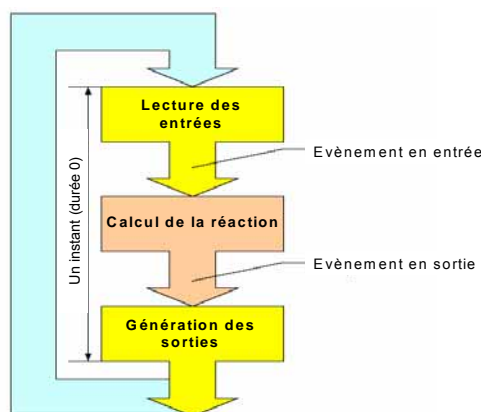 Lecture des
entrées
Evènement en entrée
Un instant (durée 0)
Calcul de la réaction
Evènement en sortie
Génération des
sorties